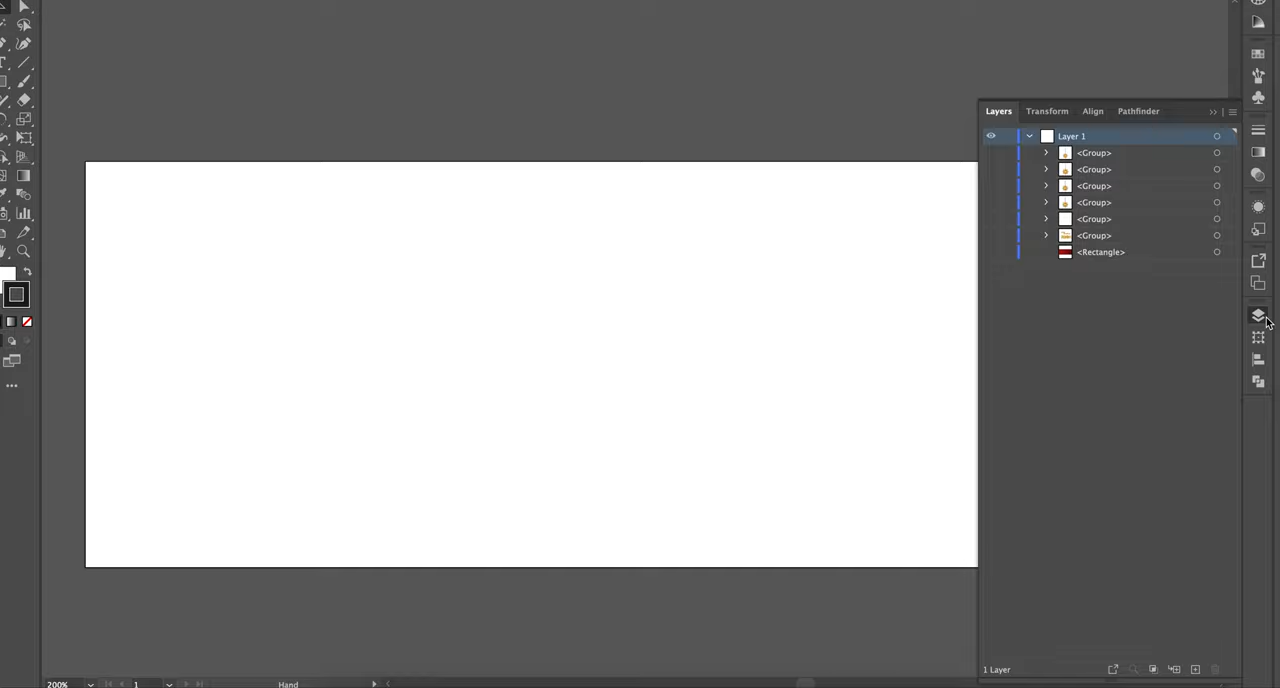 Layers Transform Align Pathfinder
Layer 1
<Group>
<Group>
<Group>
<Group>
<Group>
<Group>
<Rectangle>
1 Layer
200% 1 Hand